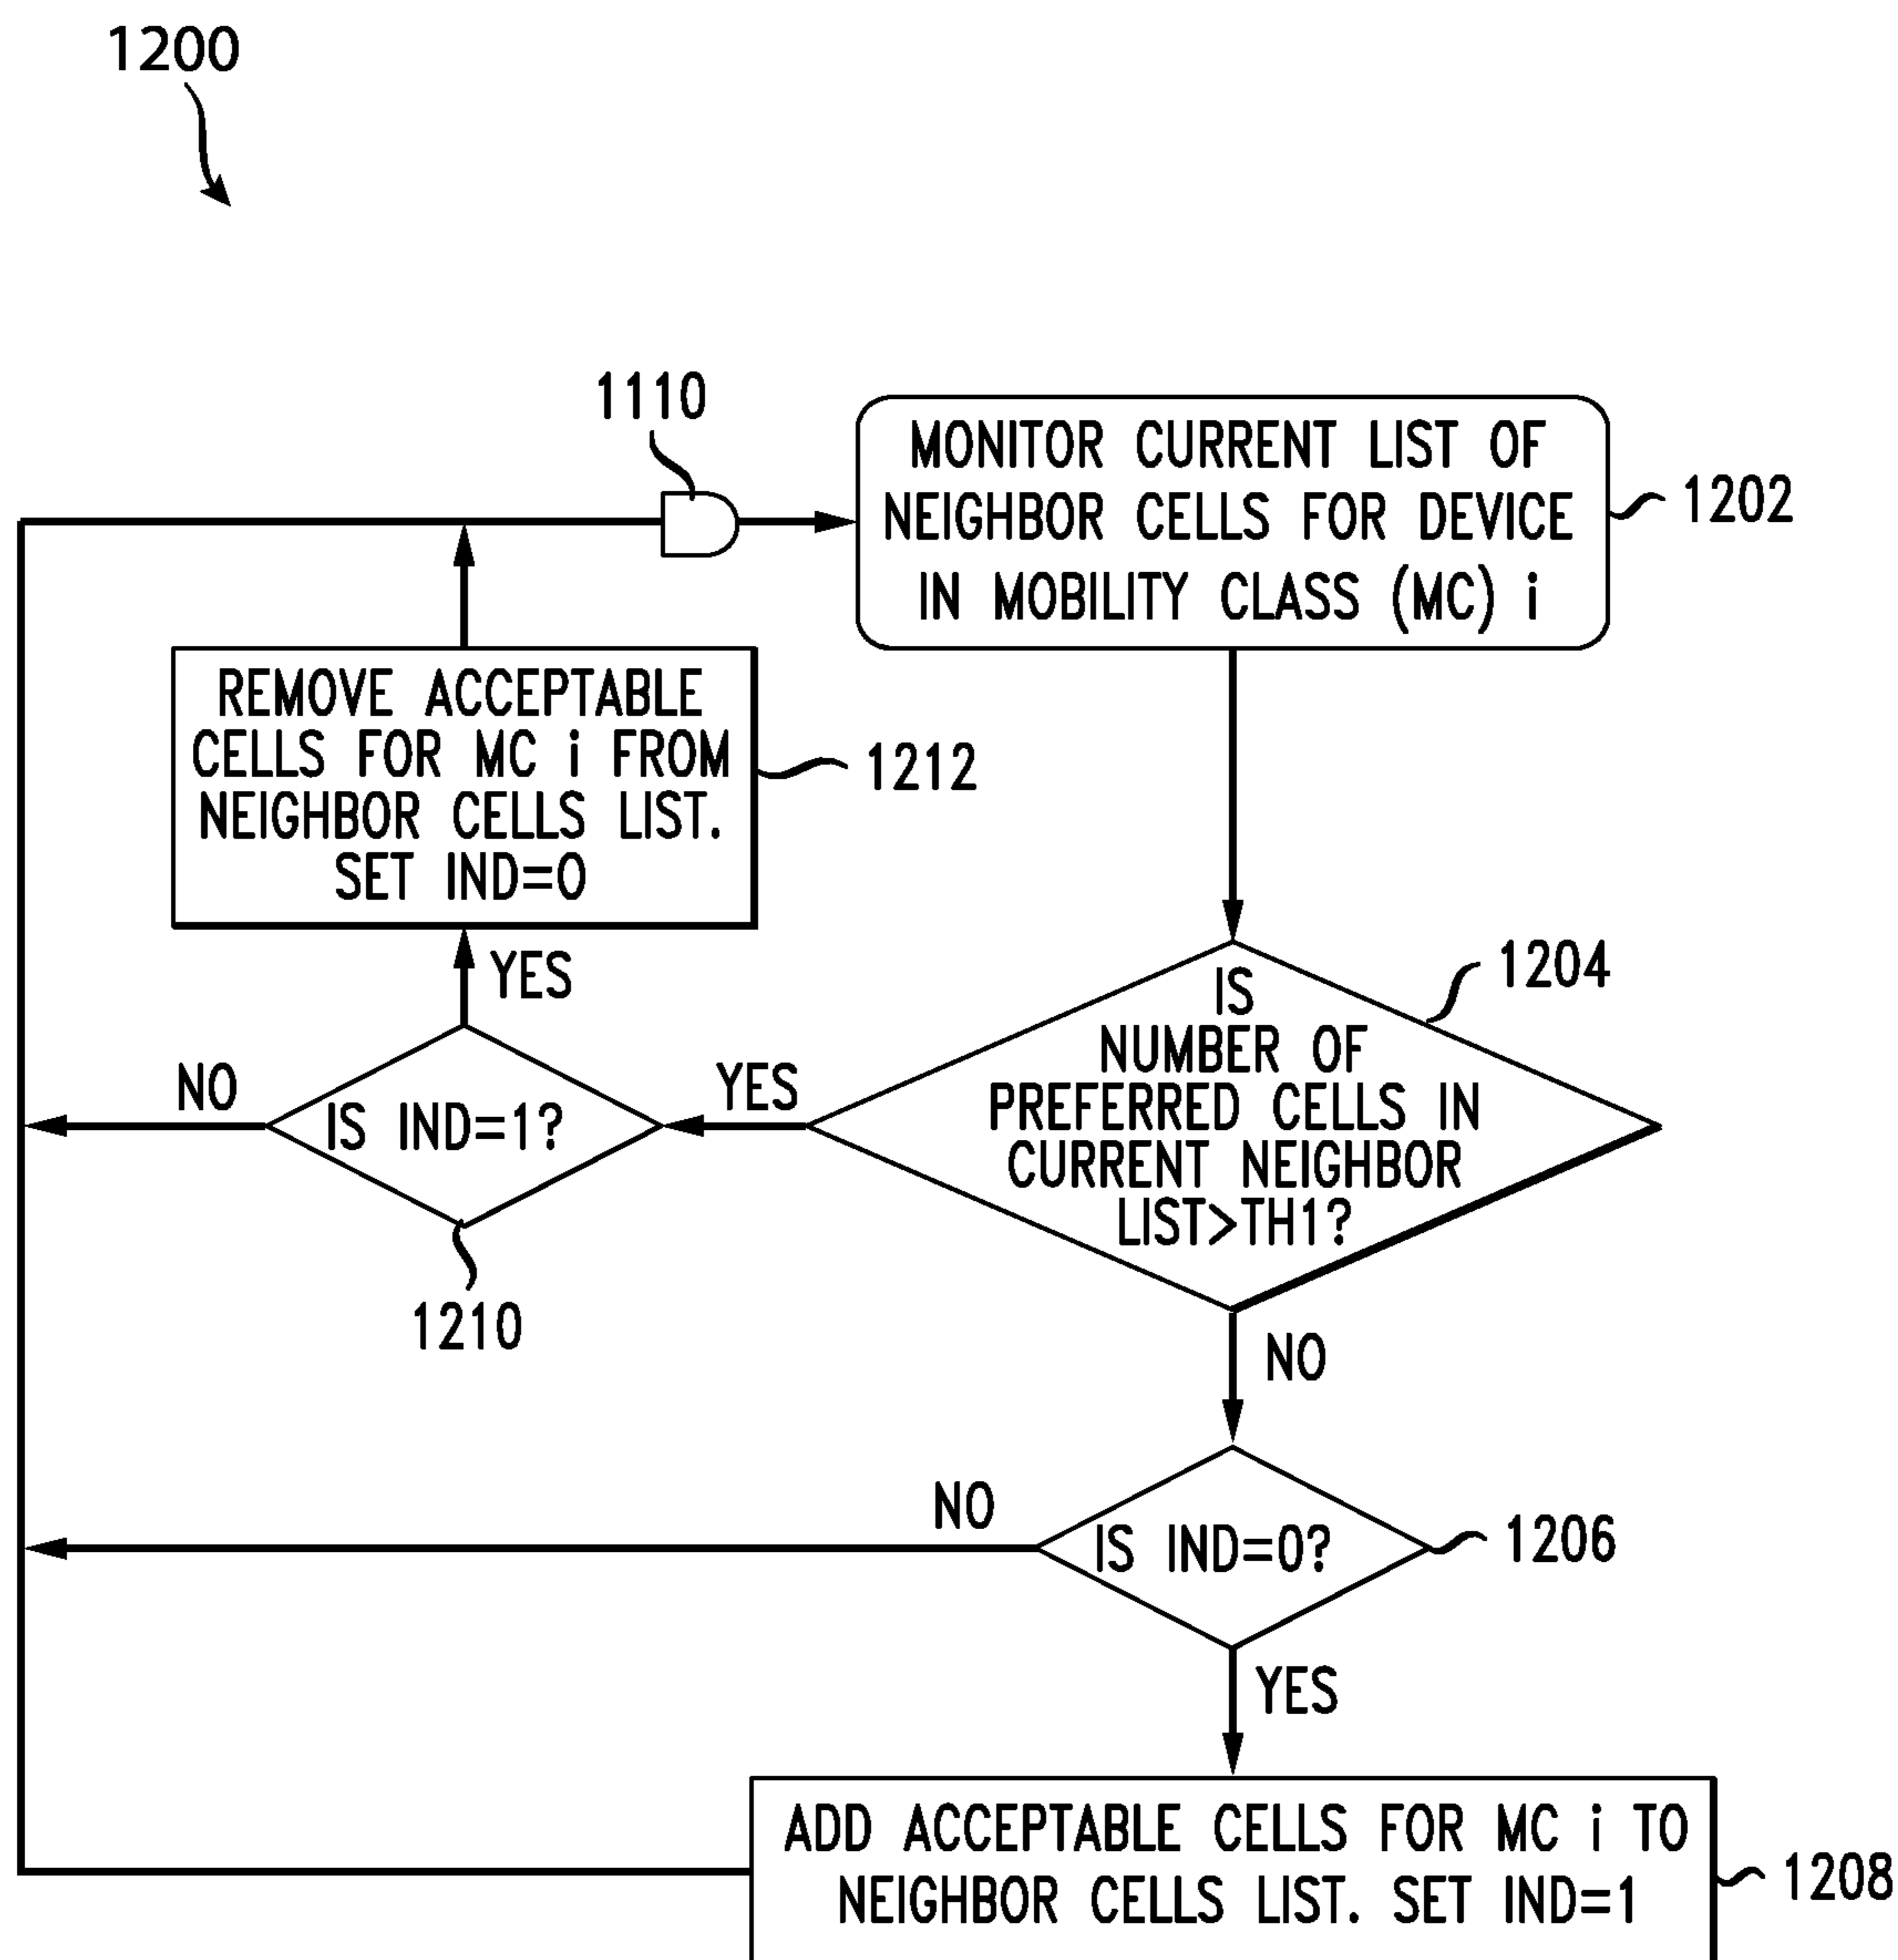 1200
1110
MONITOR CURRENT LIST OF
NEIGHBOR CELLS FOR DEVICE
IN MOBILITY CLASS (MC) i
1202
REMOVE ACCEPTABLE
CELLS FOR MC i FROM
NEIGHBOR CELLS LIST.
SET IND=0
1212
YES
IS
NUMBER OF
PREFERRED CELLS IN
CURRENT NEIGHBOR
LIST>TH1?
1204
NO
IS IND=1?
YES
1210
NO
NO
IS IND=0?
1206
YES
ADD ACCEPTABLE CELLS FOR MC i TO
NEIGHBOR CELLS LIST. SET IND=1
1208